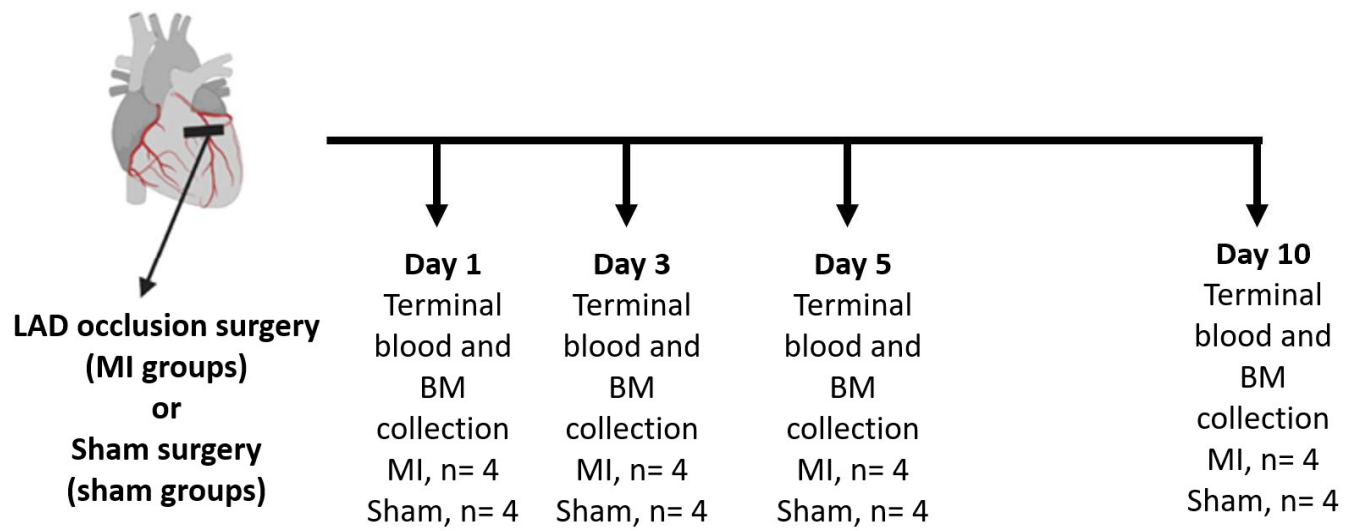 LAD occlusion surgery
(MI groups)
or
Sham surgery
(sham groups)
Day 1
Terminal
blood and
BM
collection
MI, n= 4
Sham, n= 4
Day 3
Terminal
blood and
BM
collection
MI, n= 4
Sham, n= 4
Day 5
Terminal
blood and
BM
collection
MI, n= 4
Sham, n= 4
Day 10
Terminal
blood and
BM
collection
MI, n= 4
Sham, n= 4